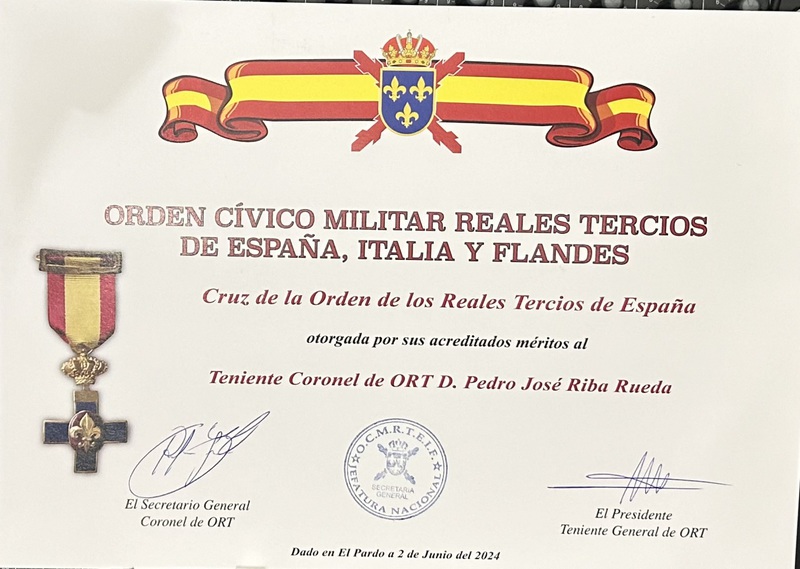 ORDEN CÍVICO MILITAR REALES TERCIOS
DE ESPAÑA, ITALIA Y FLANDES
Cruz de la Orden de los Reales Tercios de España
otorgada por sus acreditados méritos al
Teniente Coronel de ORT D. Pedro José Riba Rueda
O.C.M.R.T.E.I.F.
SECRETARIA
GENERAL
JEFATURA NACIONAL
El Secretario General
Coronel de ORT
El Presidente
Teniente General de ORT
Dado en El Pardo a 2 de Junio del 2024